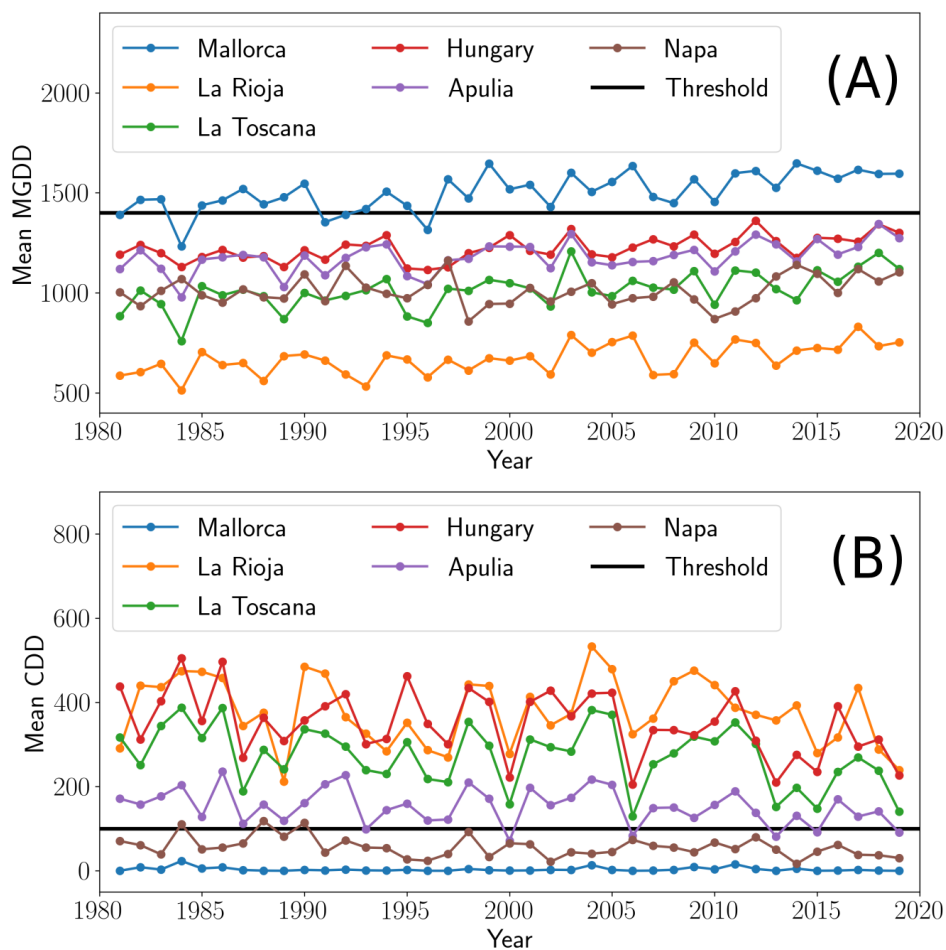 Mallorca Hungary Napa
La Rioja Apulia Threshold
La Toscana
(A)
2000
1500
1000
500
Mean MGDD
1980 1985 1990 1995 2000 2005 2010 2015 2020
Year
Mallorca Hungary Napa
La Rioja Apulia Threshold
La Toscana
(B)
800
600
400
200
0
Mean CDD
1980 1985 1990 1995 2000 2005 2010 2015 2020
Year